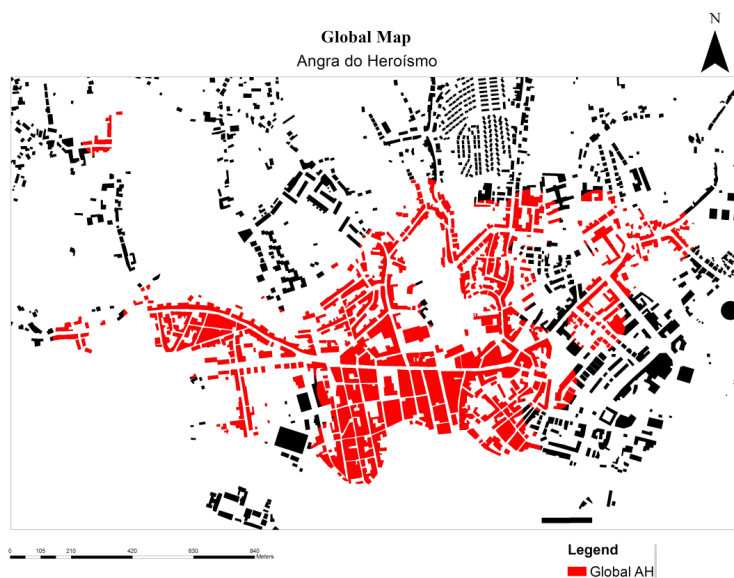 Global Map
Angra do Heroísmo
N
0 105 210 420 630 840
Meters
Legend
Global AH